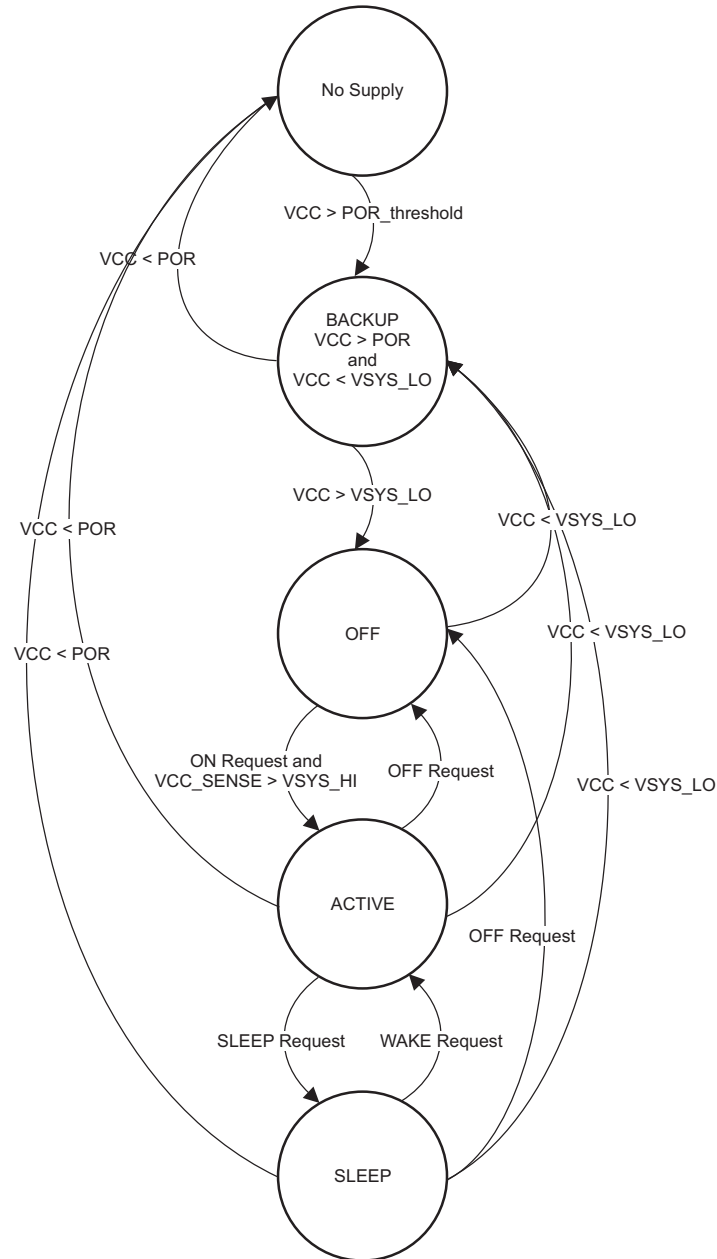 No Supply
VCC > POR_threshold
VCC < POR
BACKUP
VCC > POR
and
VCC < VSYS_LO
VCC > VSYS_LO
VCC < VSYS_LO
VCC < POR
OFF
VCC < VSYS_LO
VCC < POR
ON Request and
VCC_SENSE > VSYS_HI
OFF Request
VCC < VSYS_LO
ACTIVE
OFF Request
SLEEP Request
WAKE Request
SLEEP